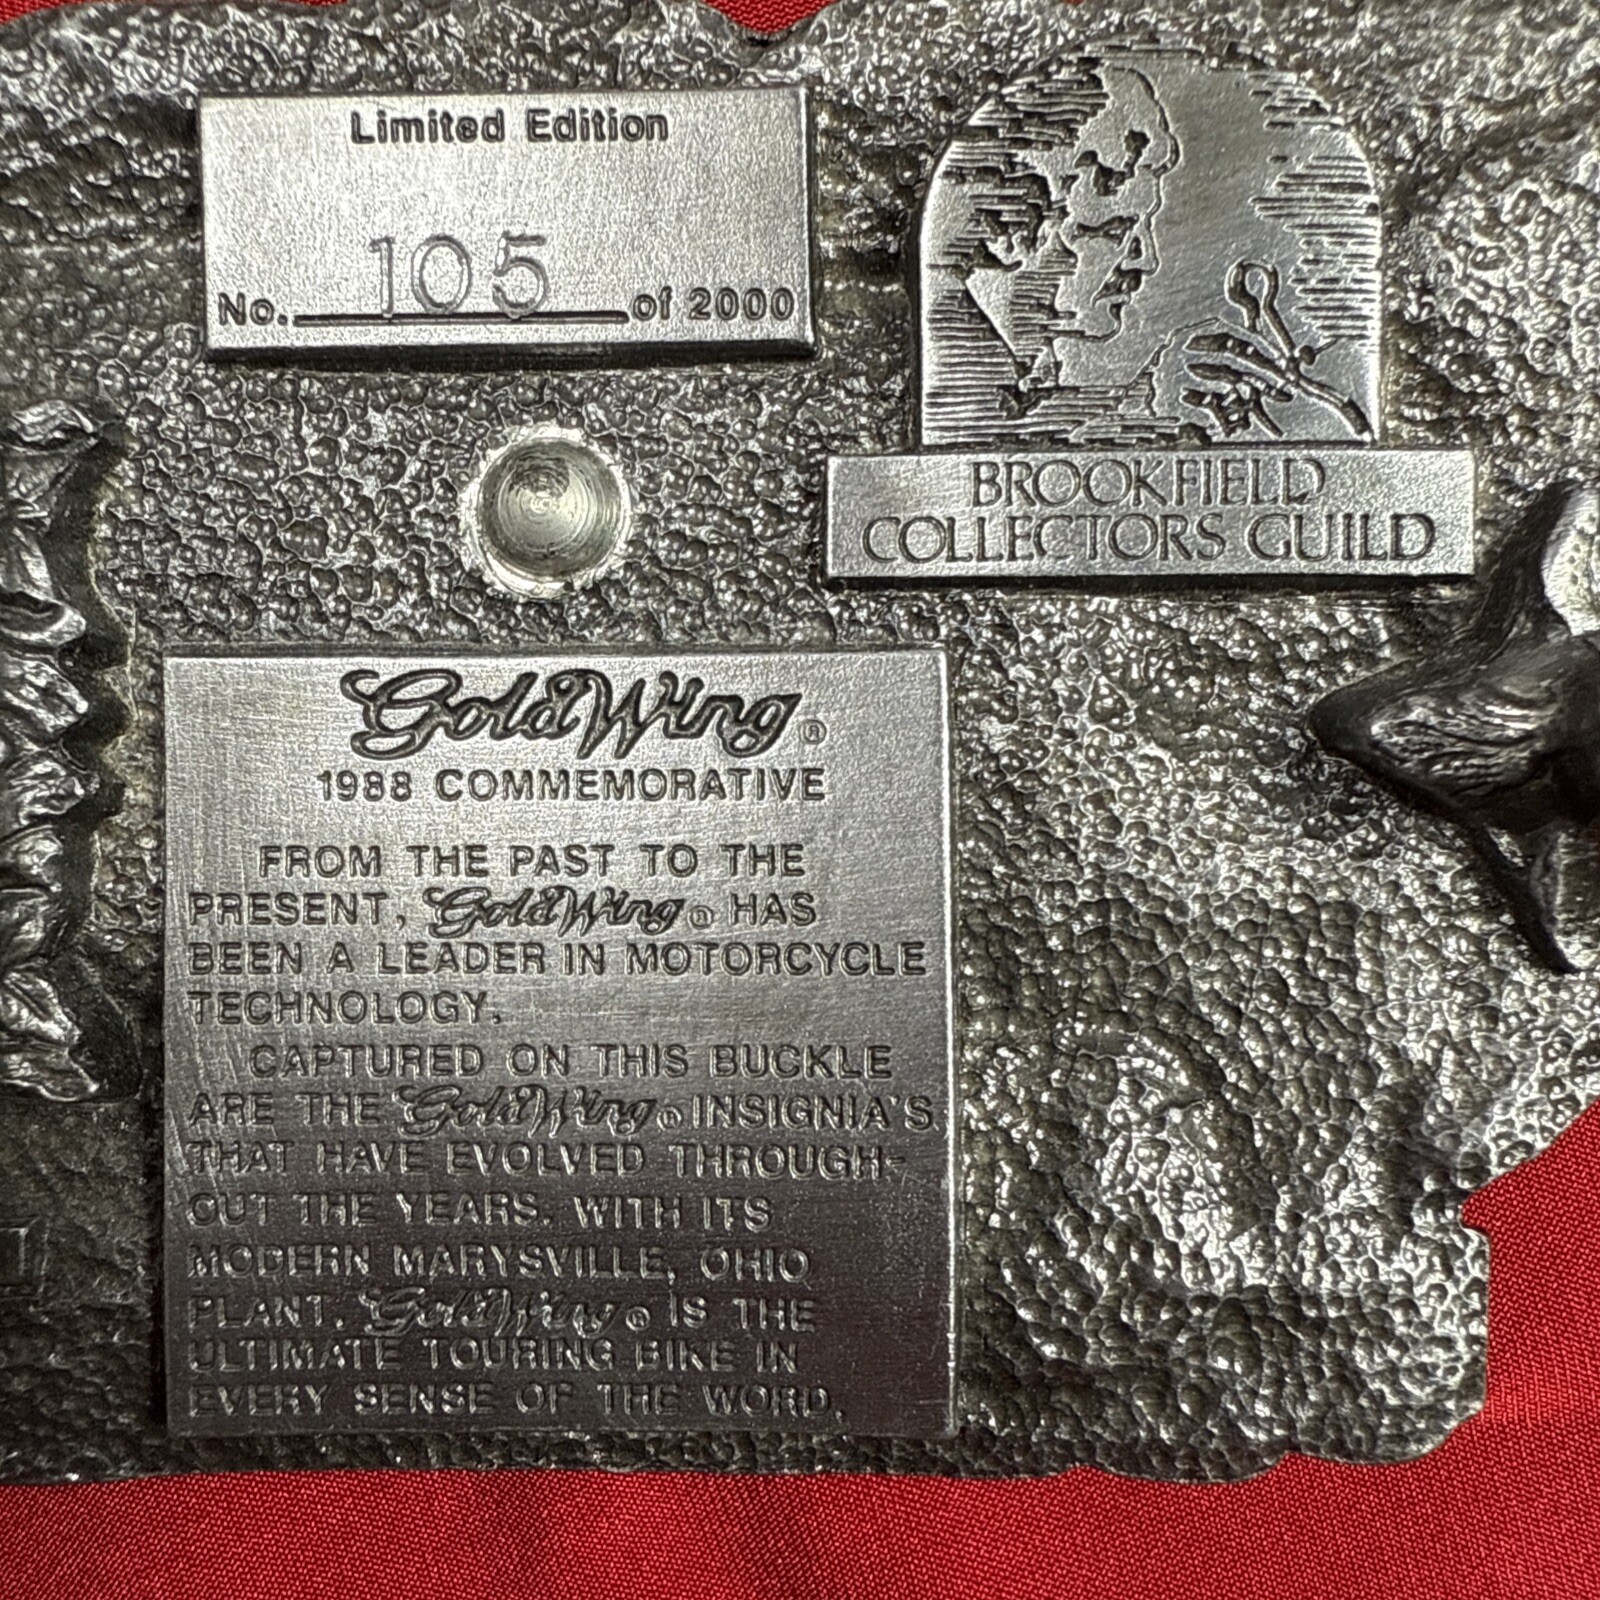 Limited Edition
No. 105 of 2000
BROOKFIELD
COLLECTORS GUILD
GoldWing®
1988 COMMEMORATIVE
FROM THE PAST TO THE
PRESENT, GoldWing® HAS
BEEN A LEADER IN MOTORCYCLE
TECHNOLOGY.
CAPTURED ON THIS BUCKLE
ARE THE GoldWing® INSIGNIA'S
THAT HAVE EVOLVED THROUGH-
OUT THE YEARS. WITH ITS
MODERN MARYSVILLE, OHIO
PLANT, GoldWing® IS THE
ULTIMATE TOURING BIKE IN
EVERY SENSE OF THE WORD.